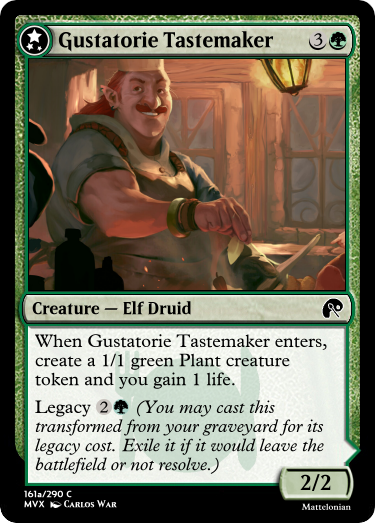 Gustatorie Tastemaker 3
Creature — Elf Druid
When Gustatorie Tastemaker enters,
create a 1/1 green Plant creature
token and you gain 1 life.
Legacy 2 (You may cast this
transformed from your graveyard for its
legacy cost. Exile it if it would leave the
battlefield or not resolve.)
2/2
161a/290 C
MVX Carlos War
Mattelonian